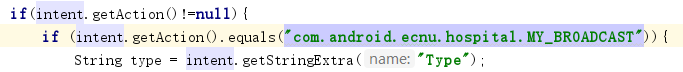 if(intent.getAction()!=null){
if (intent.getAction().equals("com.android.ecnu.hospital.MY_BROADCAST")){
String type = intent.getStringExtra( name: "Type");